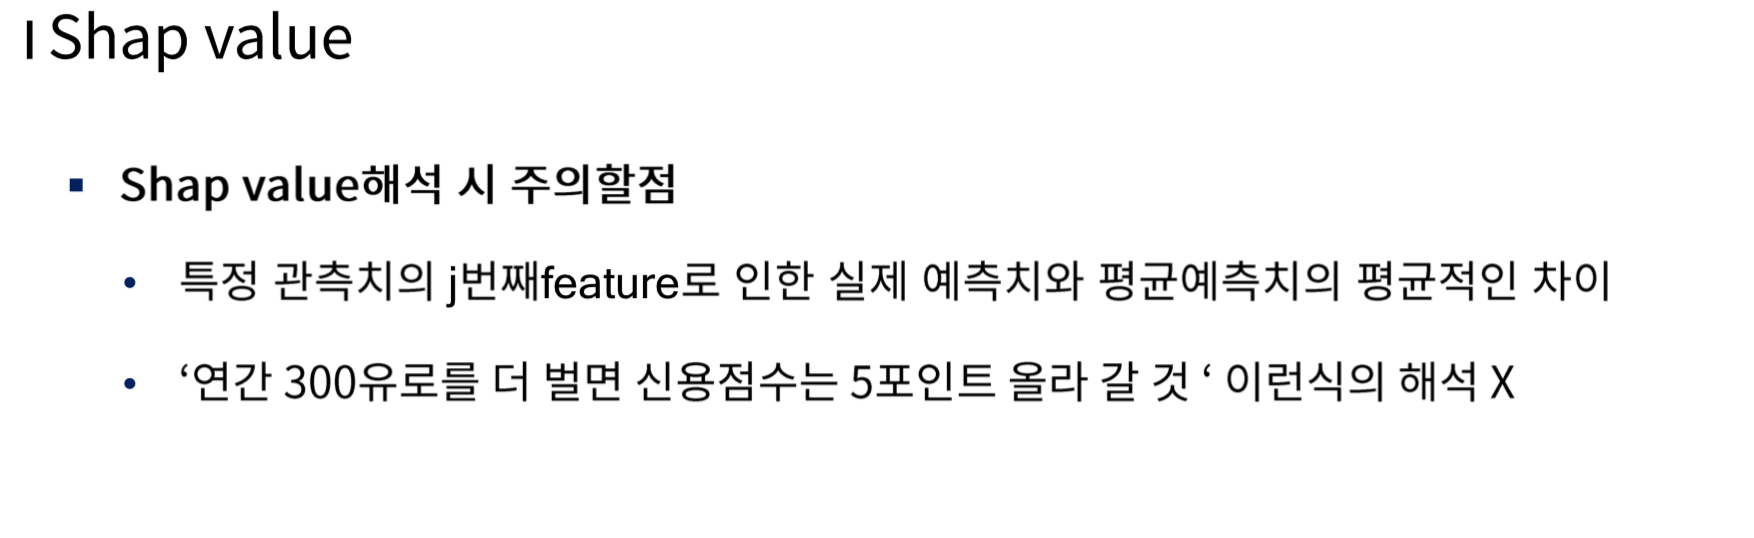 I Shap value
▪ Shap value해석 시 주의할점
• 특정 관측치의 j번째feature로 인한 실제 예측치와 평균예측치의 평균적인 차이
• ‘연간 300유로를 더 벌면 신용점수는 5포인트 올라 갈 것 ‘ 이런식의 해석 X